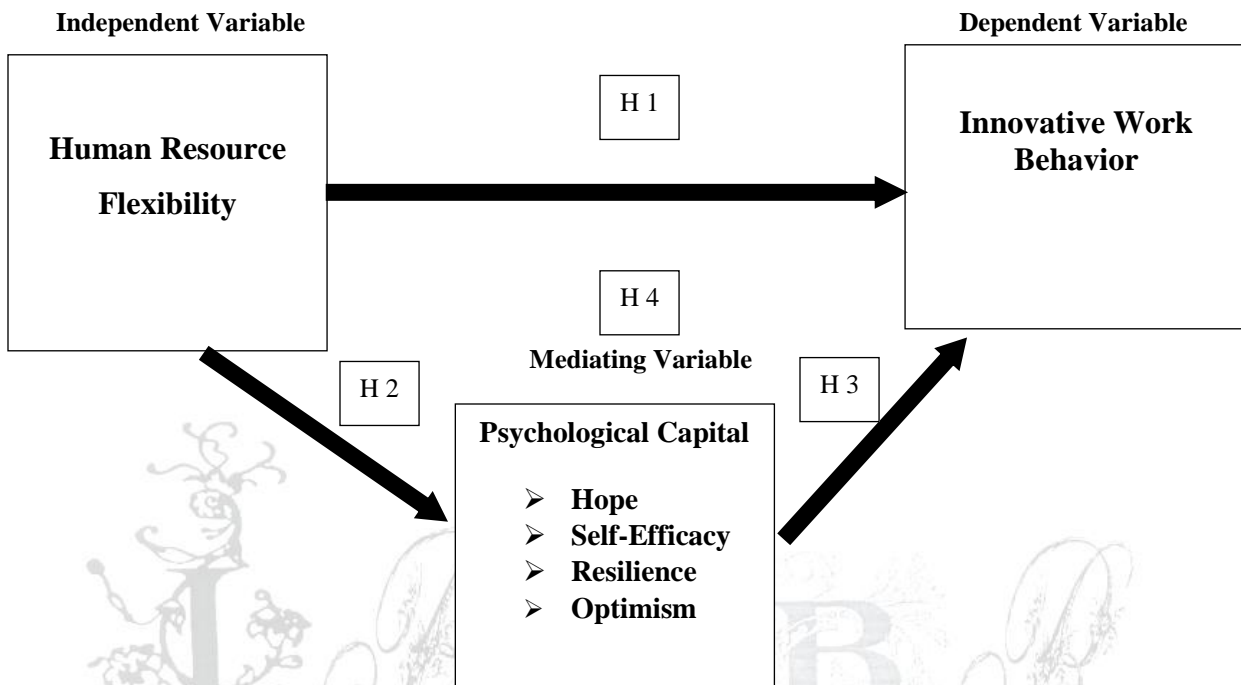 Independent Variable
Dependent Variable
Human Resource
Flexibility
H 1
Innovative Work
Behavior
H 4
Mediating Variable
H 2
H 3
Psychological Capital
➢ Hope
➢ Self-Efficacy
➢ Resilience
➢ Optimism